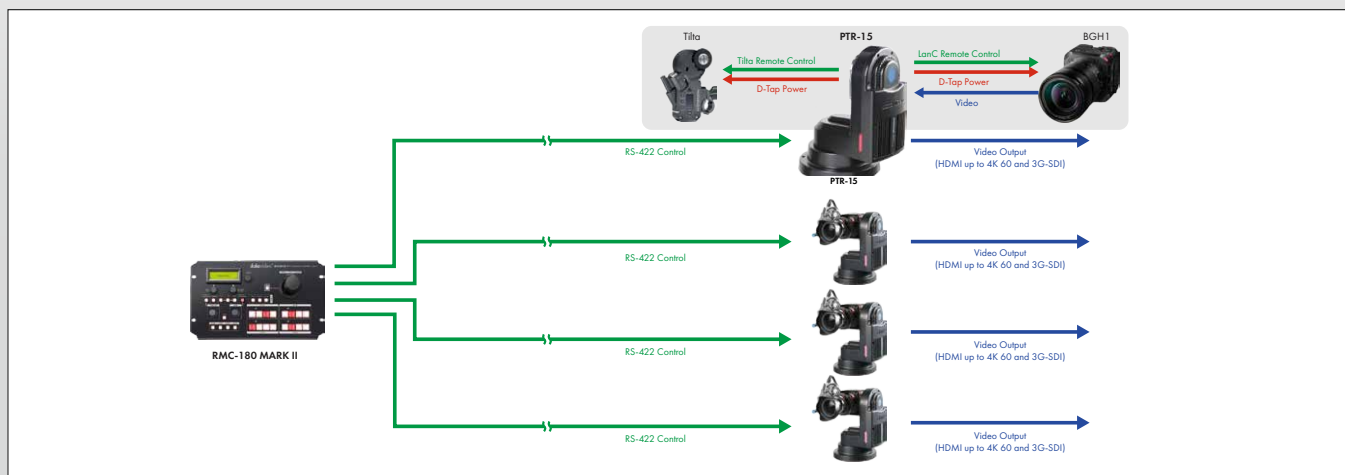 Tilta
PTR-15
BGH1
Tilta Remote Control
LanC Remote Control
D-Tap Power
D-Tap Power
Video
RS-422 Control
Video Output
(HDMI up to 4K 60 and 3G-SDI)
PTR-15
RS-422 Control
Video Output
(HDMI up to 4K 60 and 3G-SDI)
RMC-180 MARK II
RS-422 Control
Video Output
(HDMI up to 4K 60 and 3G-SDI)
RS-422 Control
Video Output
(HDMI up to 4K 60 and 3G-SDI)